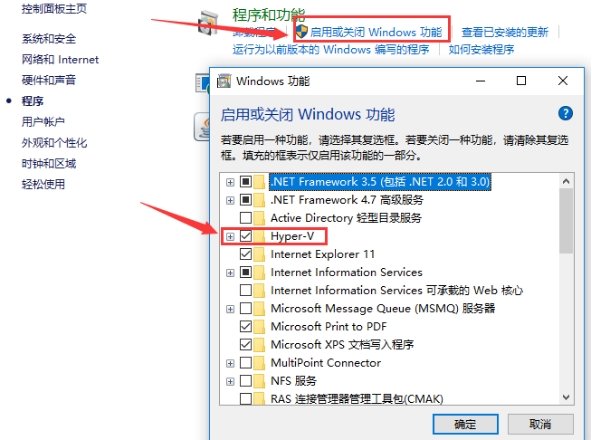 控制面板主页
系统和安全
网络和 Internet
硬件和声音
程序
用户帐户
外观和个性化
时钟和区域
轻松使用
程序和功能
卸载程序 启用或关闭 Windows 功能 查看已安装的更新
运行为以前版本的 Windows 编写的程序 如何安装程序
Windows 功能
启用或关闭 Windows 功能
若要启用一种功能，请选择其复选框。若要关闭一种功能，请清除其复选
框。填充的框表示仅启用该功能的一部分。
.NET Framework 3.5 (包括 .NET 2.0 和 3.0)
.NET Framework 4.7 高级服务
Active Directory 轻型目录服务
Hyper-V
Internet Explorer 11
Internet Information Services
Internet Information Services 可承载的 Web 核心
Microsoft Message Queue (MSMQ) 服务器
Microsoft Print to PDF
Microsoft XPS 文档写入程序
MultiPoint Connector
NFS 服务
RAS 连接管理器管理工具包(CMAK)
确定 取消